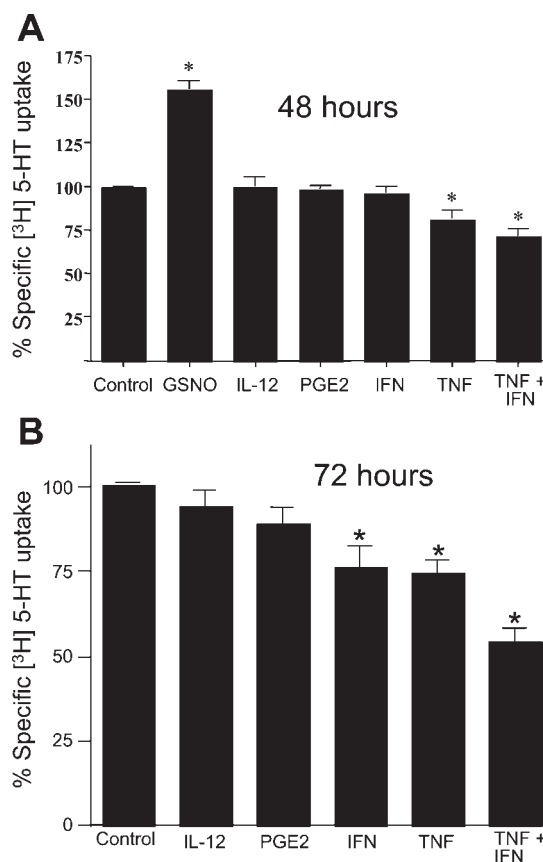 A
% Specific [³H] 5-HT uptake
175
150
125
100
75
50
25
48 hours
*
*
*
Control GSNO IL-12 PGE2 IFN TNF TNF +
IFN
B
% Specific [³H] 5-HT uptake
100
75
50
25
0
72 hours
*
*
*
Control IL-12 PGE2 IFN TNF TNF +
IFN